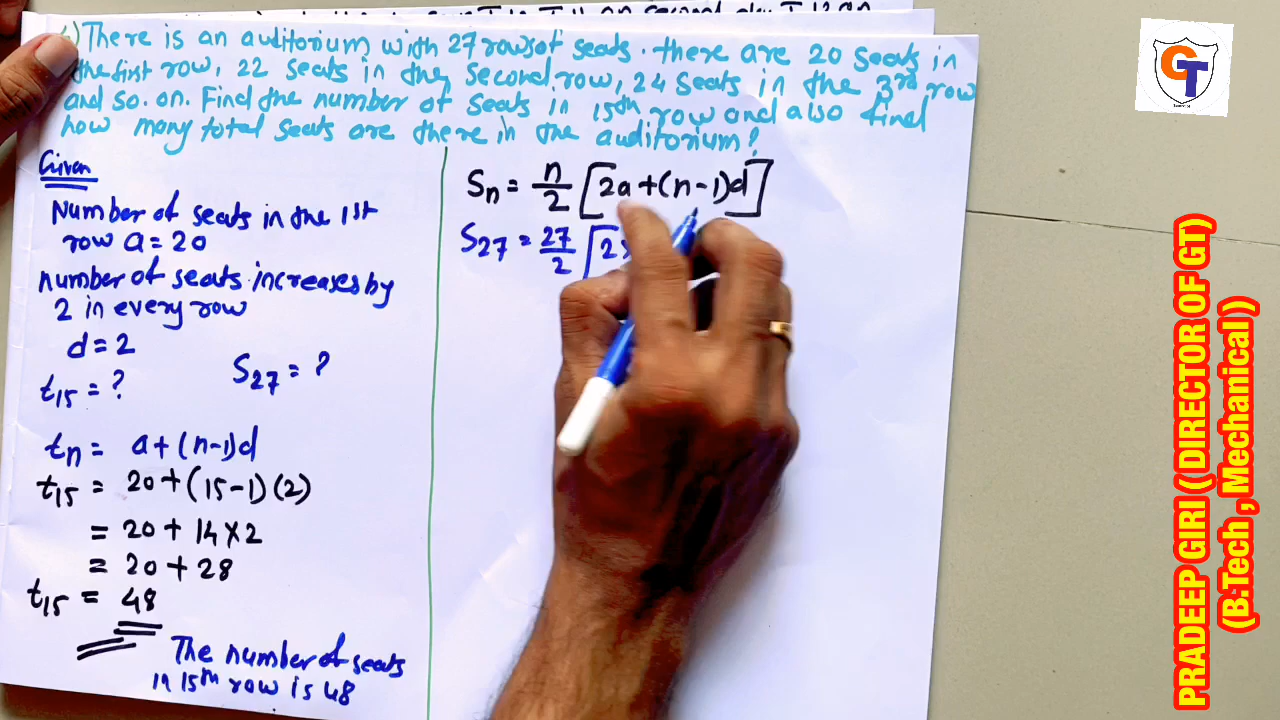 There is an auditorium with 27 rows of seats. there are 20 seats in
the first row, 22 seats in the second row, 24 seats in the 3rd row
and so. on. Find the number of seats in 15th row and also find
how many total seats are there in the auditorium?
Given
Number of seats in the 1st
row a = 20
number of seats increases by
2 in every row
d = 2
t15 = ?
S27 = ?
tn = a + (n-1)d
t15 = 20 + (15-1)(2)
= 20 + 14 × 2
= 20 + 28
t15 = 48
The number of seats
in 15th row is 48
Sn = n/2 [2a + (n-1)d]
S27 = 27/2 [2
GT
PRADEEP GIRI ( DIRECTOR OF GT)
(B.Tech , Mechanical )